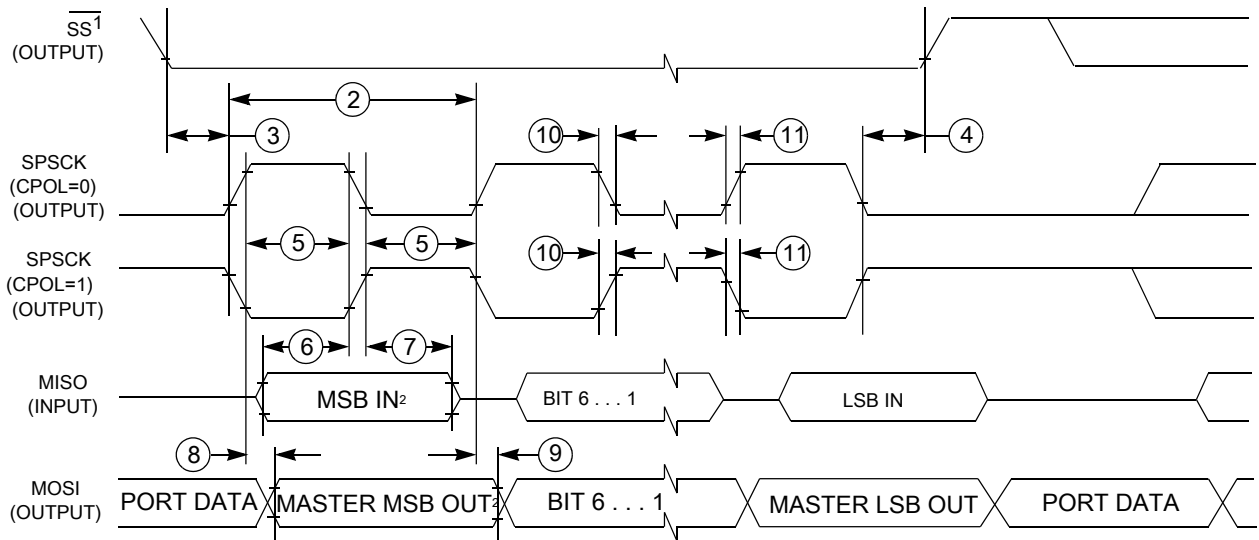 SS1
(OUTPUT)
2
3
10
11
4
SPSCK
(CPOL=0)
(OUTPUT)
5
5
SPSCK
(CPOL=1)
(OUTPUT)
10
11
6
7
MISO
(INPUT)
MSB IN2
BIT 6 . . . 1
LSB IN
8
9
MOSI
(OUTPUT)
PORT DATA
MASTER MSB OUT2
BIT 6 . . . 1
MASTER LSB OUT
PORT DATA